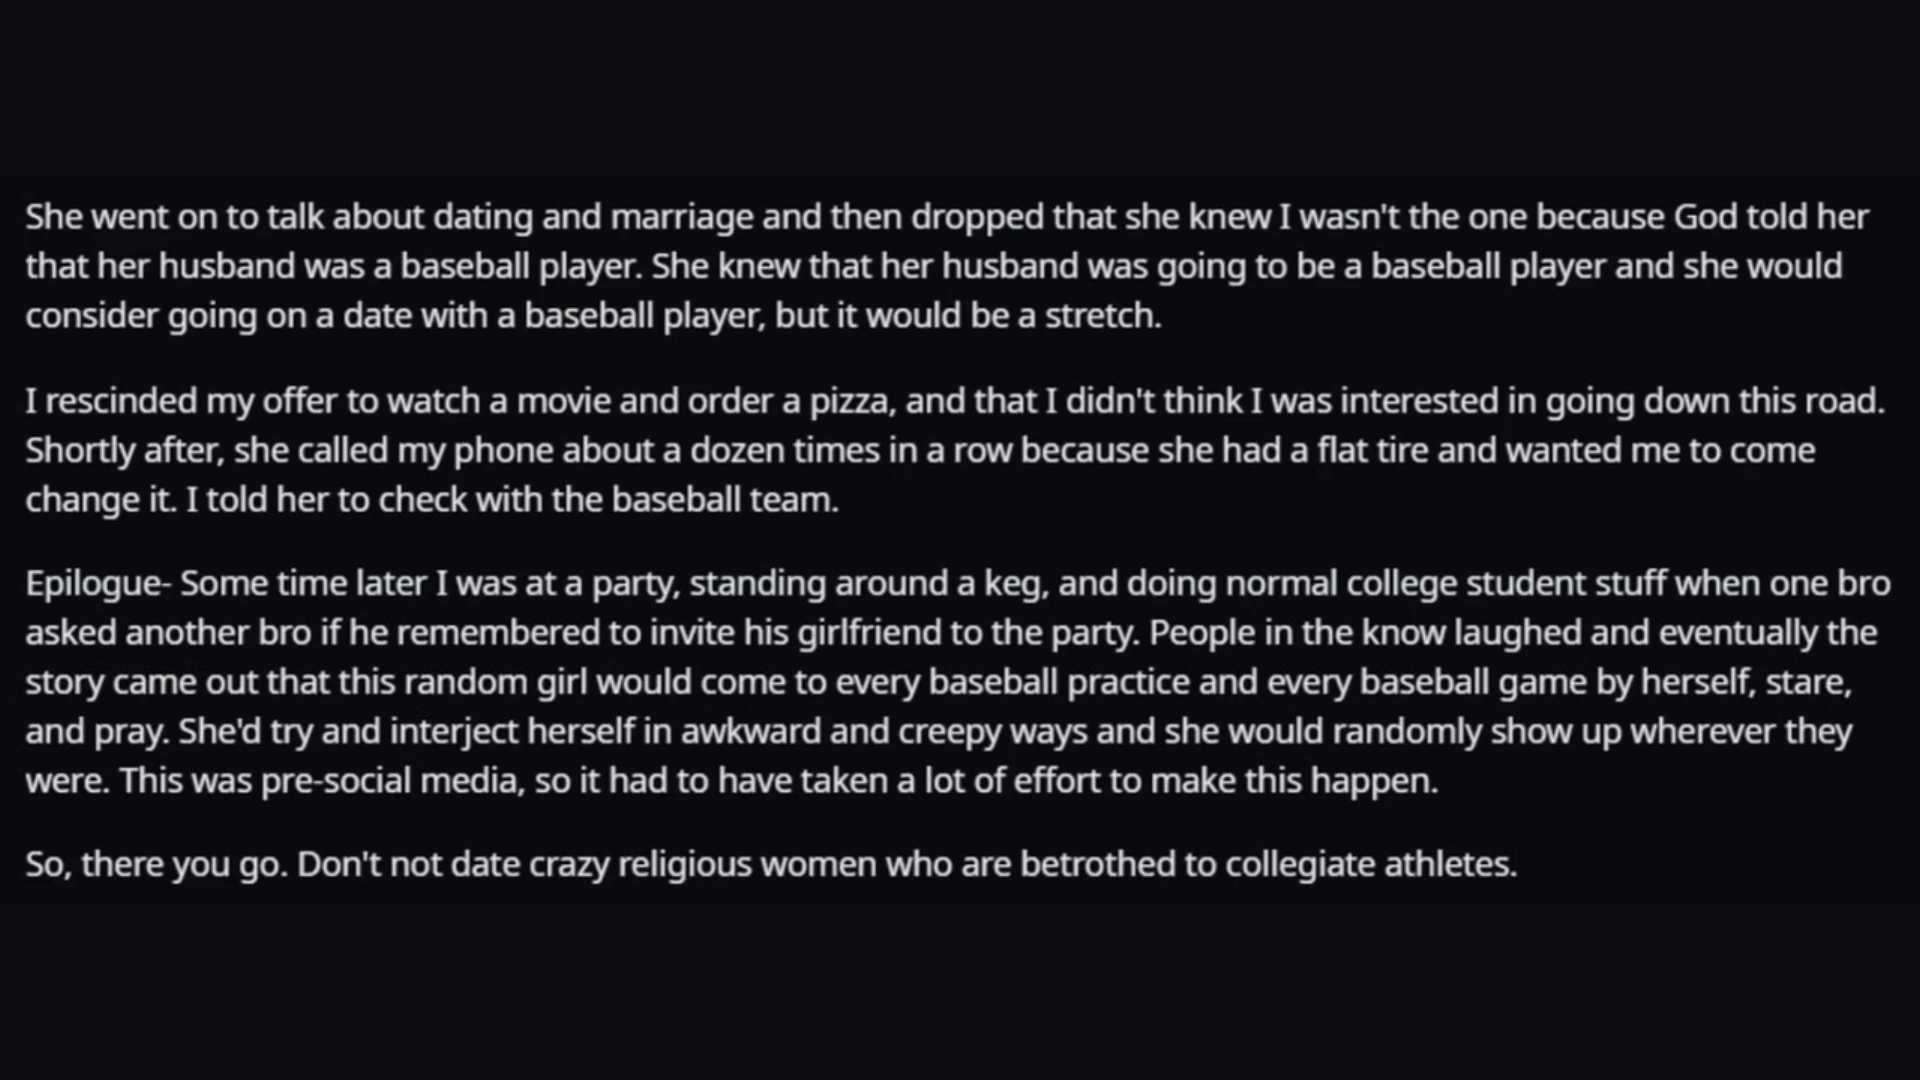 She went on to talk about dating and marriage and then dropped that she knew I wasn't the one because God told her
that her husband was a baseball player. She knew that her husband was going to be a baseball player and she would
consider going on a date with a baseball player, but it would be a stretch.
I rescinded my offer to watch a movie and order a pizza, and that I didn't think I was interested in going down this road.
Shortly after, she called my phone about a dozen times in a row because she had a flat tire and wanted me to come
change it. I told her to check with the baseball team.
Epilogue- Some time later I was at a party, standing around a keg, and doing normal college student stuff when one bro
asked another bro if he remembered to invite his girlfriend to the party. People in the know laughed and eventually the
story came out that this random girl would come to every baseball practice and every baseball game by herself, stare,
and pray. She'd try and interject herself in awkward and creepy ways and she would randomly show up wherever they
were. This was pre-social media, so it had to have taken a lot of effort to make this happen.
So, there you go. Don't not date crazy religious women who are betrothed to collegiate athletes.